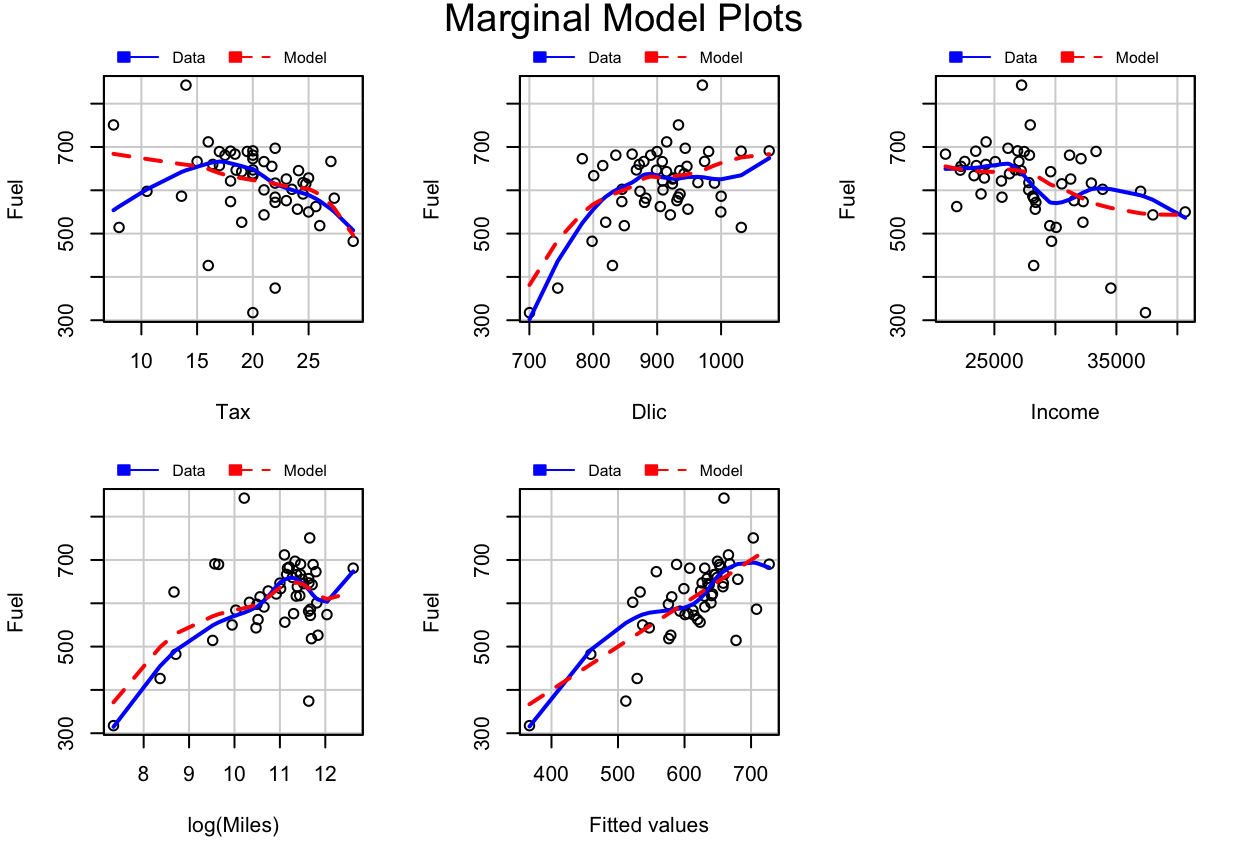 Marginal Model Plots
Data Model
Fuel
300 500 700
10 15 20 25
Tax
Data Model
Fuel
300 500 700
700 800 900 1000
Dlic
Data Model
Fuel
300 500 700
25000 35000
Income
Data Model
Fuel
300 500 700
8 9 10 11 12
log(Miles)
Data Model
Fuel
300 500 700
400 500 600 700
Fitted values